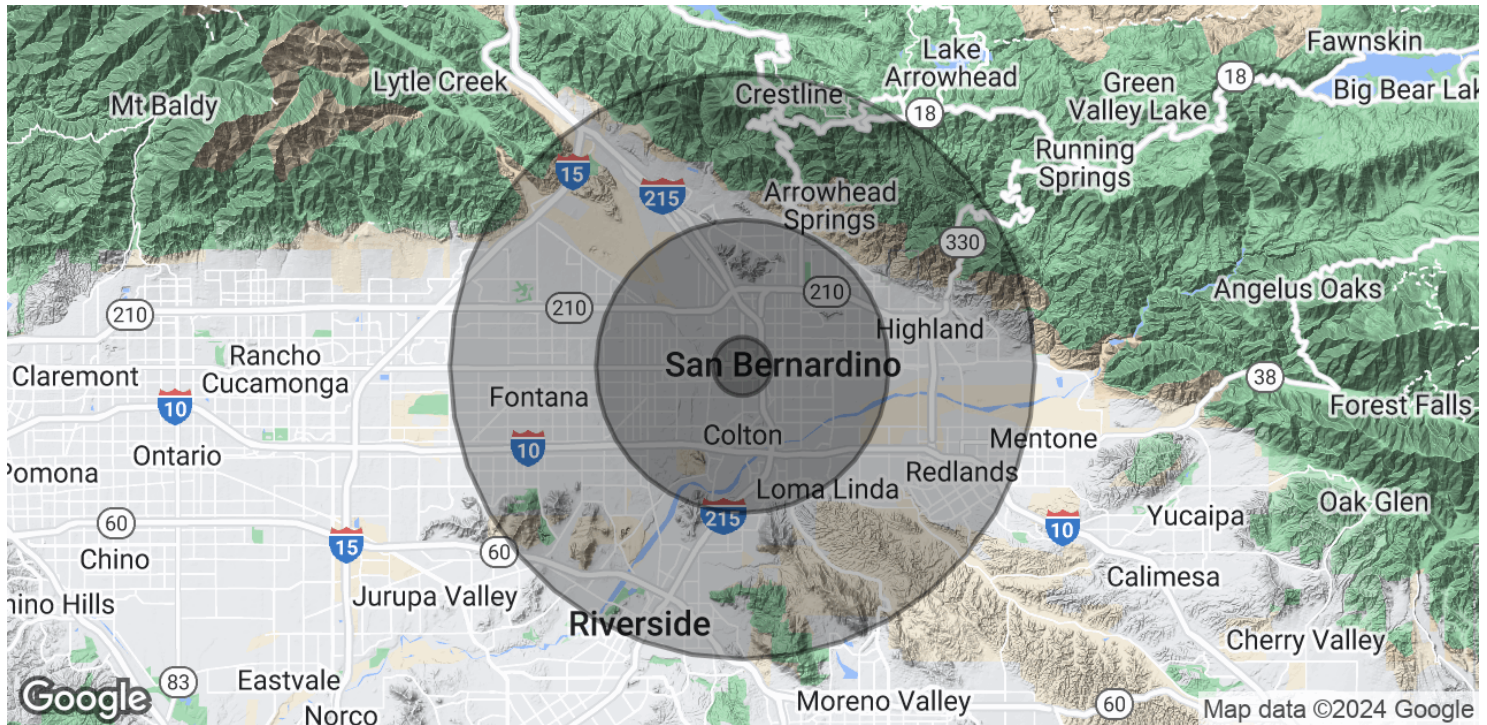 Fawnskin
Lake
Arrowhead
Lytle Creek
18
Green
Valley Lake
Big Bear Lak
Crestline
Mt Baldy
18
Running
Springs
15
215
Arrowhead
Springs
330
Angelus Oaks
210
210
210
Highland
Rancho
Cucamonga
San Bernardino
Claremont
38
10
Fontana
Forest Falls
Colton
Mentone
10
Ontario
Pomona
Redlands
Loma Linda
Oak Glen
215
Yucaipa
60
10
15
60
Chino
Calimesa
hino Hills
Jurupa Valley
Riverside
Cherry Valley
83
Eastvale
Moreno Valley
60
Google
Norco
Map data ©2024 Google